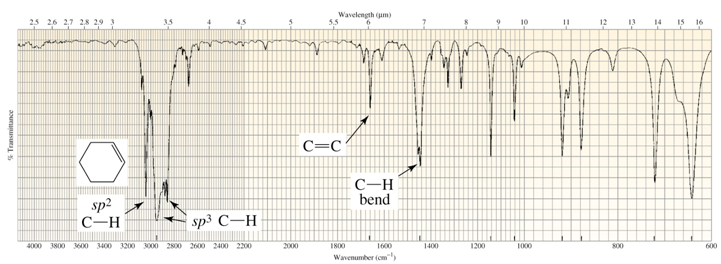 Wavelength (μm)
2.5 2.6 2.7 2.8 2.9 3 3.5 4 4.5 5 5.5 6 7 8 9 10 11 12 13 14 15 16
% Transmittance
C=C
C—H
bend
sp2
C—H
sp3 C—H
4000 3800 3600 3400 3200 3000 2800 2600 2400 2200 2000 1800 1600 1400 1200 1000 800 600
Wavenumber (cm⁻¹)